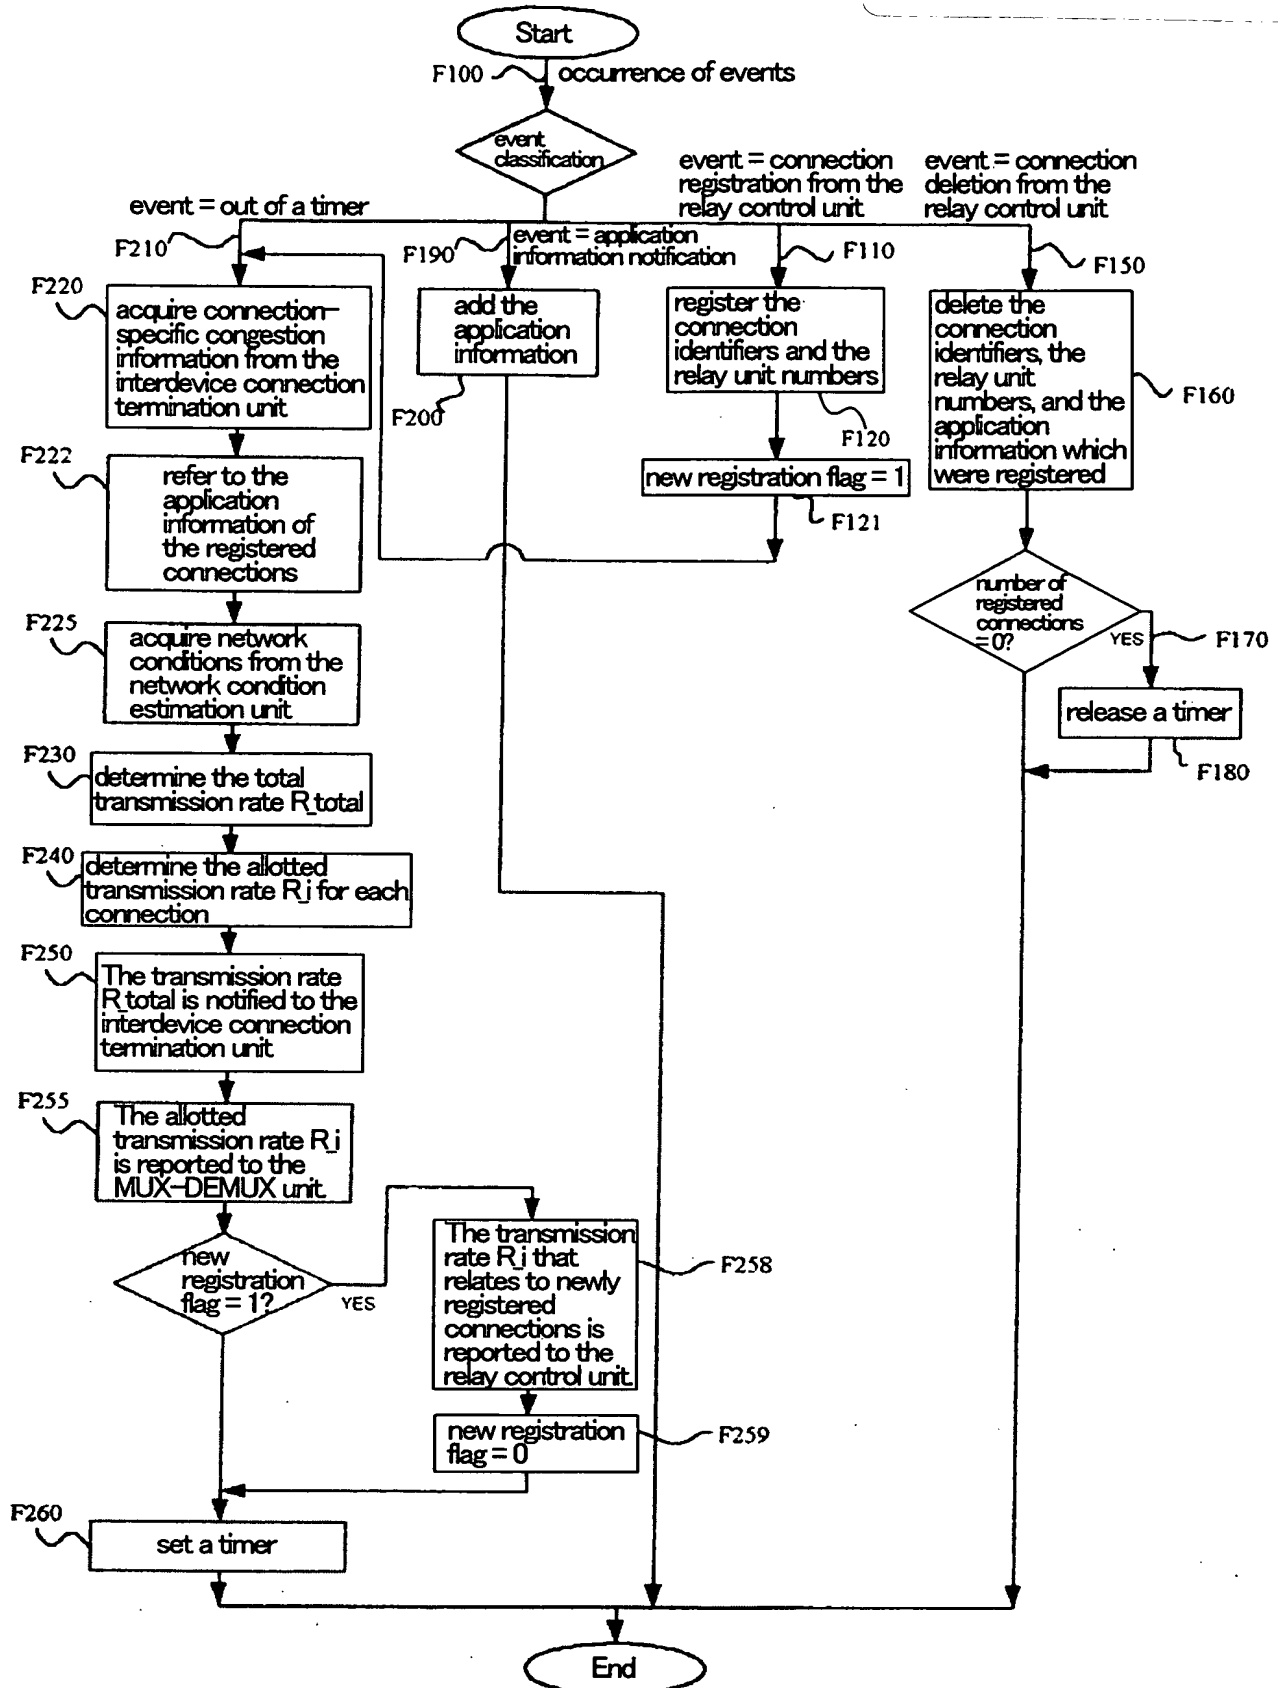 Start
F100
occurrence of events
event
classification
event = out of a timer
F210
event = application
information notification
F190
event = connection
registration from the
relay control unit
F110
event = connection
deletion from the
relay control unit
F150
F220
acquire connection-
specific congestion
information from the
interdevice connection
termination unit
add the
application
information
F200
register the
connection
identifiers and the
relay unit numbers
F120
delete the
connection
identifiers, the
relay unit
numbers, and the
application
information which
were registered
F160
F222
refer to the
application
information of
the registered
connections
new registration flag = 1
F121
number of
registered
connections
= 0?
YES
F170
F225
acquire network
conditions from the
network condition
estimation unit
release a timer
F180
F230
determine the total
transmission rate R_total
F240
determine the allotted
transmission rate R_i for each
connection
F250
The transmission rate
R_total is notified to the
interdevice connection
termination unit
F255
The allotted
transmission rate R_i
is reported to the
MUX-DEMUX unit.
new
registration
flag = 1?
YES
The transmission
rate R_i that
relates to newly
registered
connections is
reported to the
relay control unit.
F258
new registration
flag = 0
F259
F260
set a timer
End